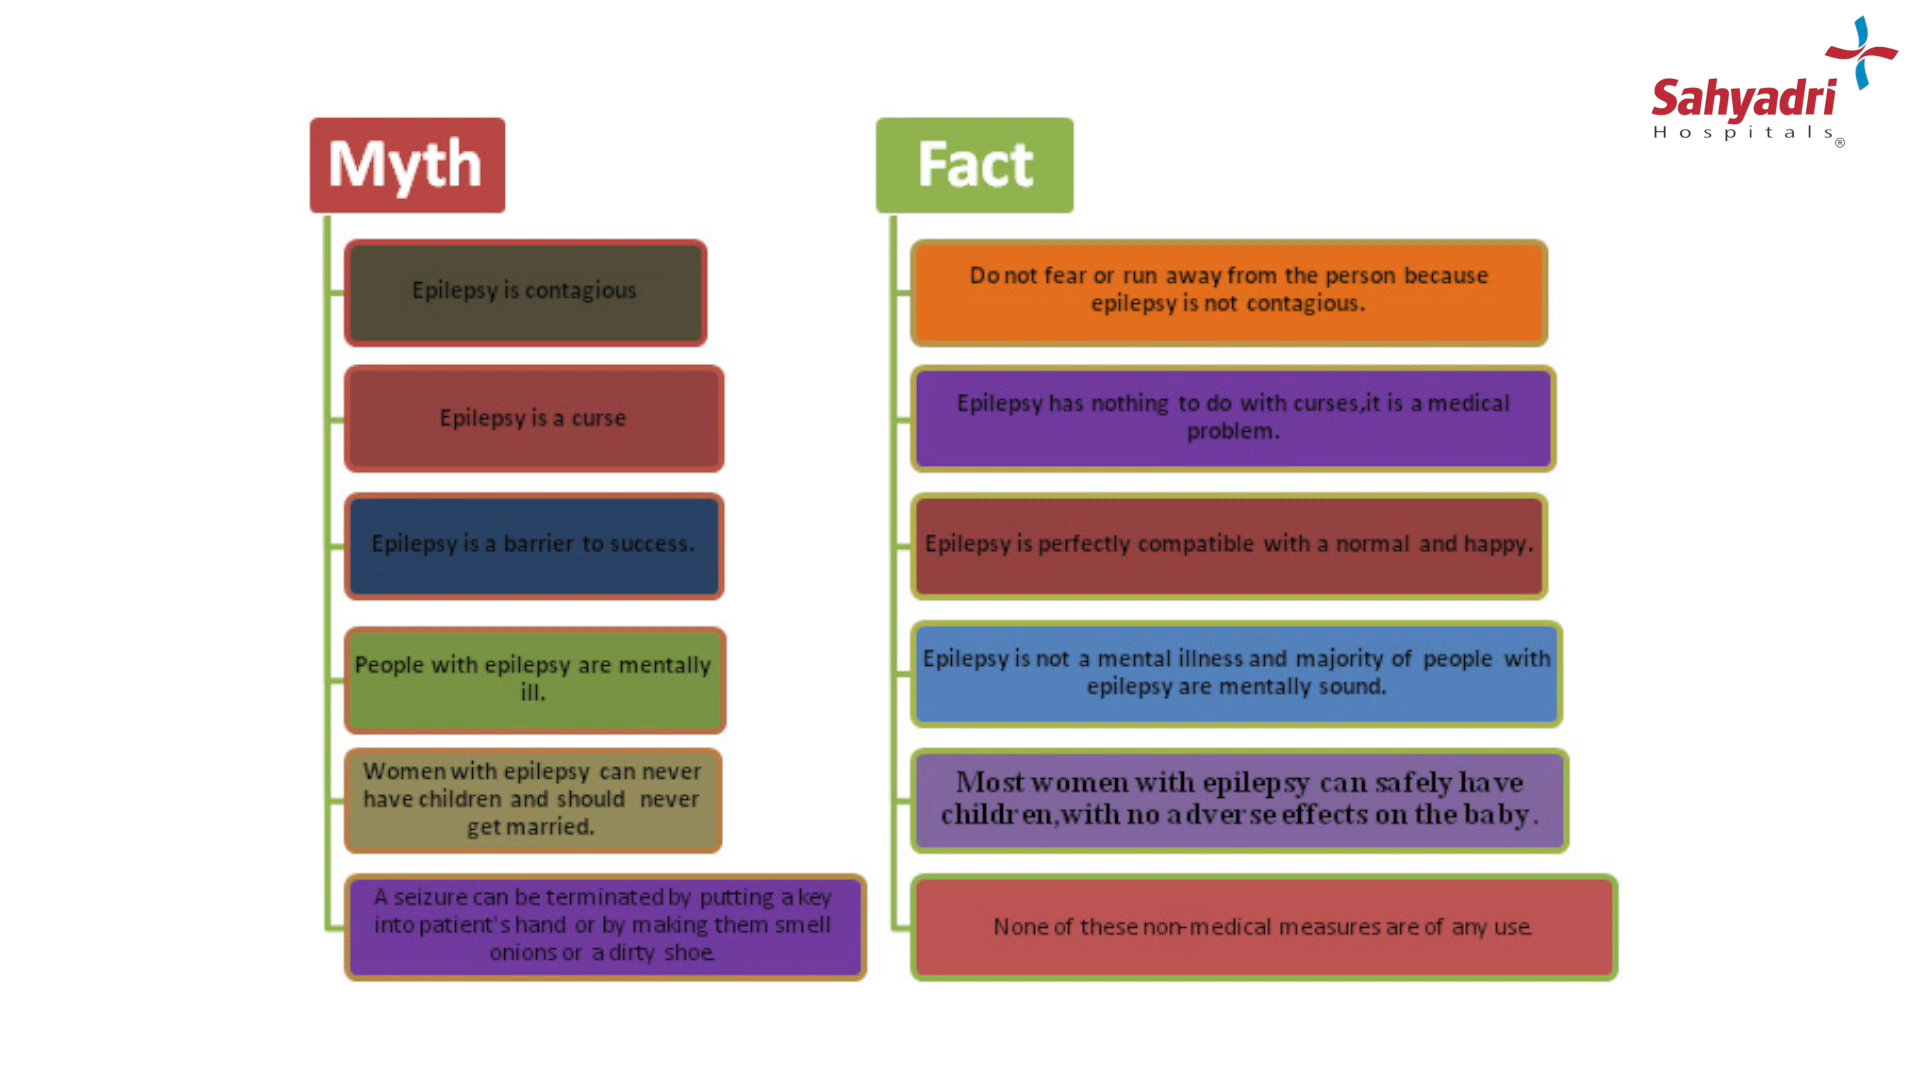 Sahyadri
Hospitals®
Myth
Epilepsy is contagious
Epilepsy is a curse
Epilepsy is a barrier to success.
People with epilepsy are mentally
ill.
Women with epilepsy can never
have children and should never
get married.
A seizure can be terminated by putting a key
into patient's hand or by making them smell
onions or a dirty shoe.
Fact
Do not fear or run away from the person because
epilepsy is not contagious.
Epilepsy has nothing to do with curses,it is a medical
problem.
Epilepsy is perfectly compatible with a normal and happy.
Epilepsy is not a mental illness and majority of people with
epilepsy are mentally sound.
Most women with epilepsy can safely have
children,with no adverse effects on the baby.
None of these non-medical measures are of any use.